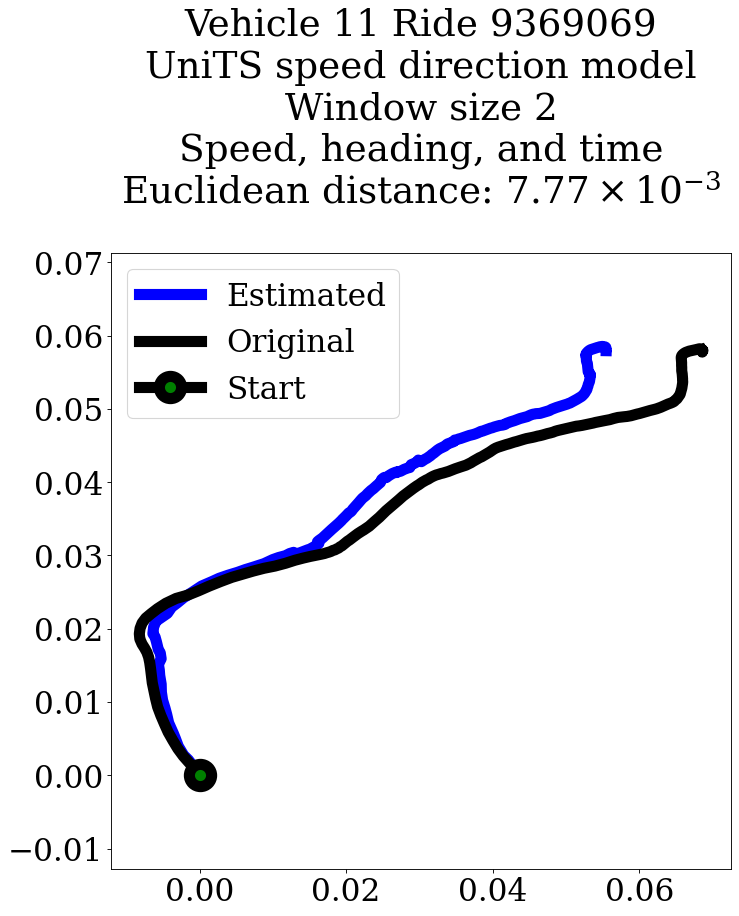 Vehicle 11 Ride 9369069
UniTS speed direction model
Window size 2
Speed, heading, and time
Euclidean distance: 7.77 × 10⁻³
0.07
0.06
0.05
0.04
0.03
0.02
0.01
0.00
−0.01
Estimated
Original
Start
0.00 0.02 0.04 0.06